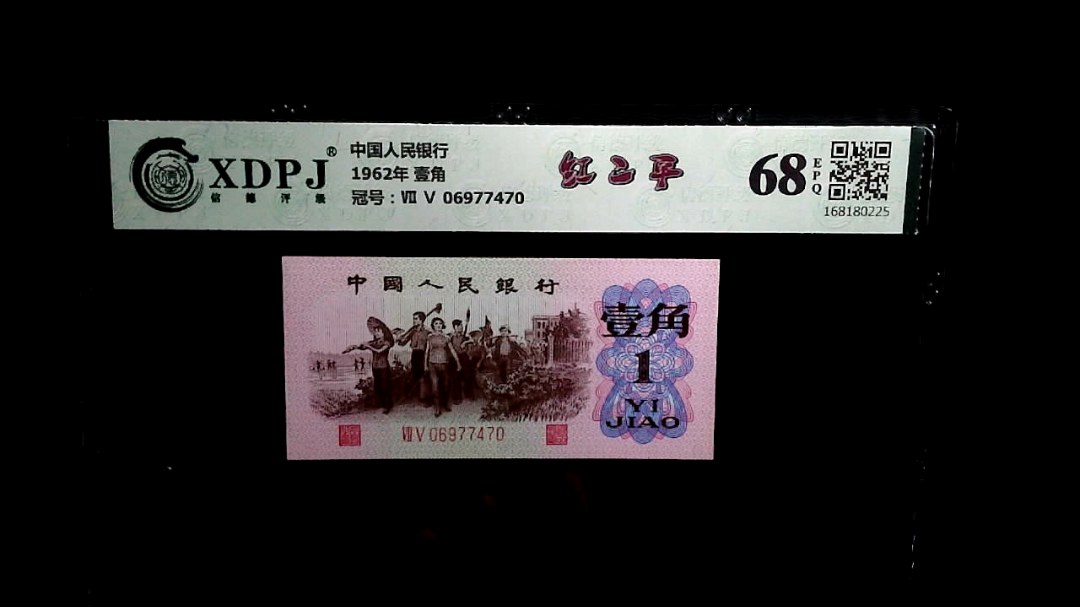 XDPJ®
信德评级
中国人民银行
1962年 壹角
冠号：Ⅶ Ⅴ 06977470
红二平
68
EPQ
168180225
中國人民銀行
壹角
1
YI
JIAO
Ⅶ Ⅴ 06977470